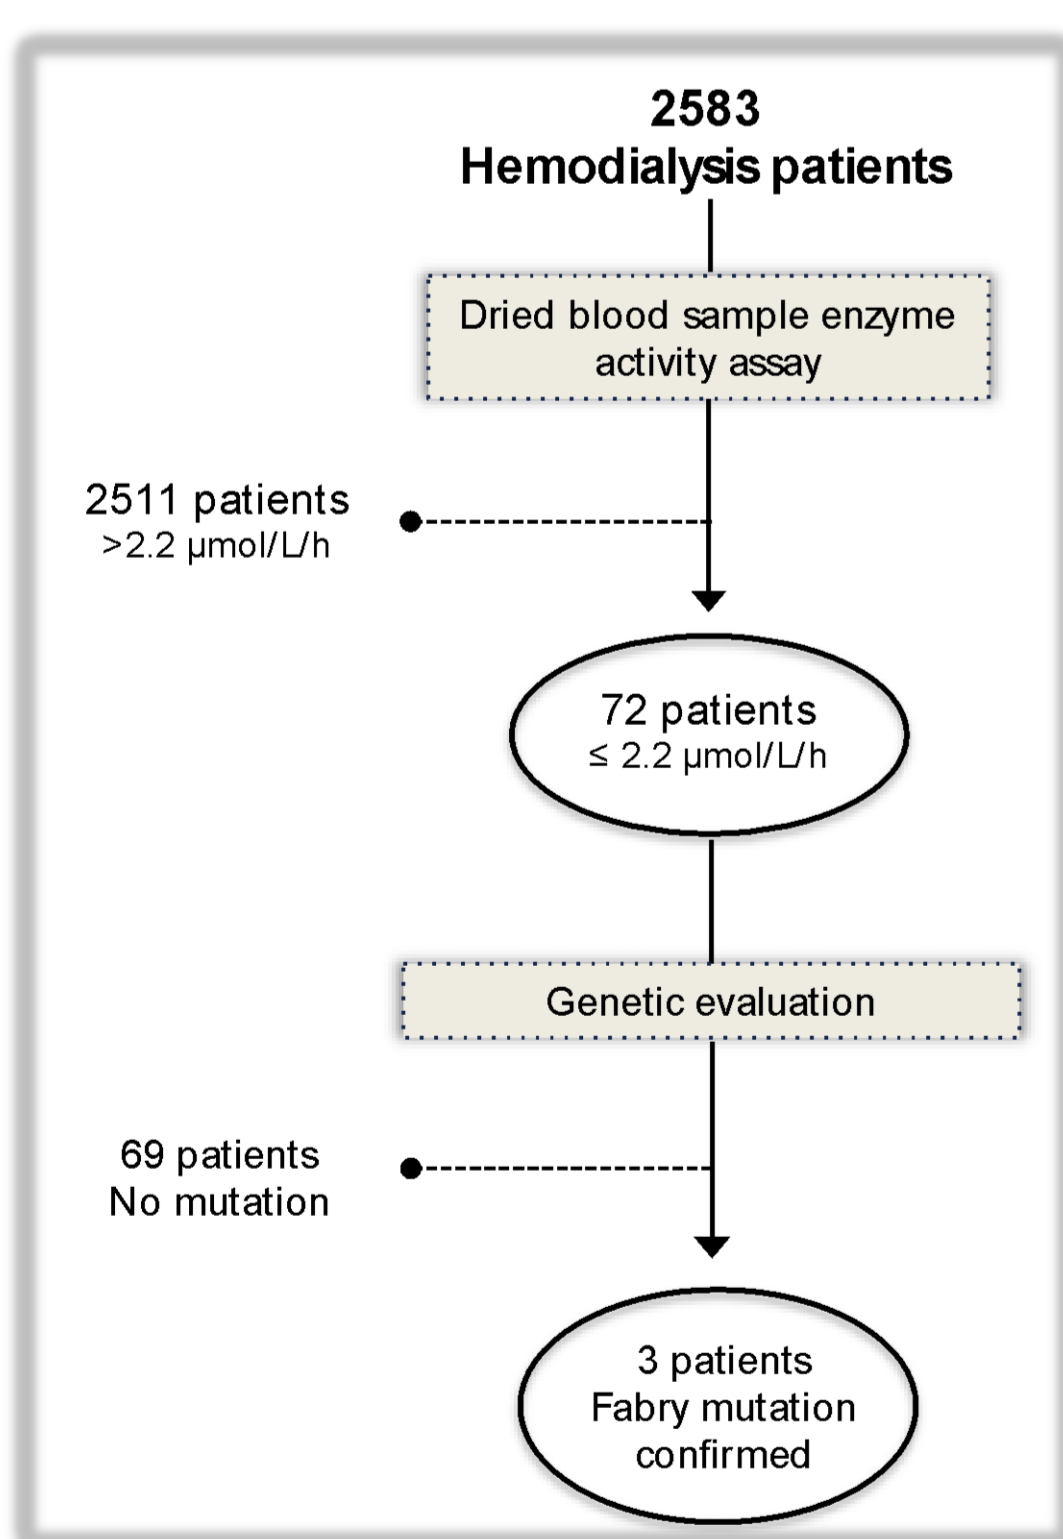 2583
Hemodialysis patients
Dried blood sample enzyme
activity assay
2511 patients
>2.2 µmol/L/h
72 patients
≤ 2.2 µmol/L/h
Genetic evaluation
69 patients
No mutation
3 patients
Fabry mutation
confirmed